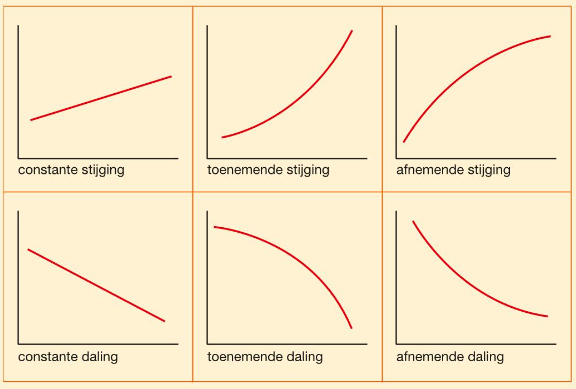 constante stijging
toenemende stijging
afnemende stijging
constante daling
toenemende daling
afnemende daling